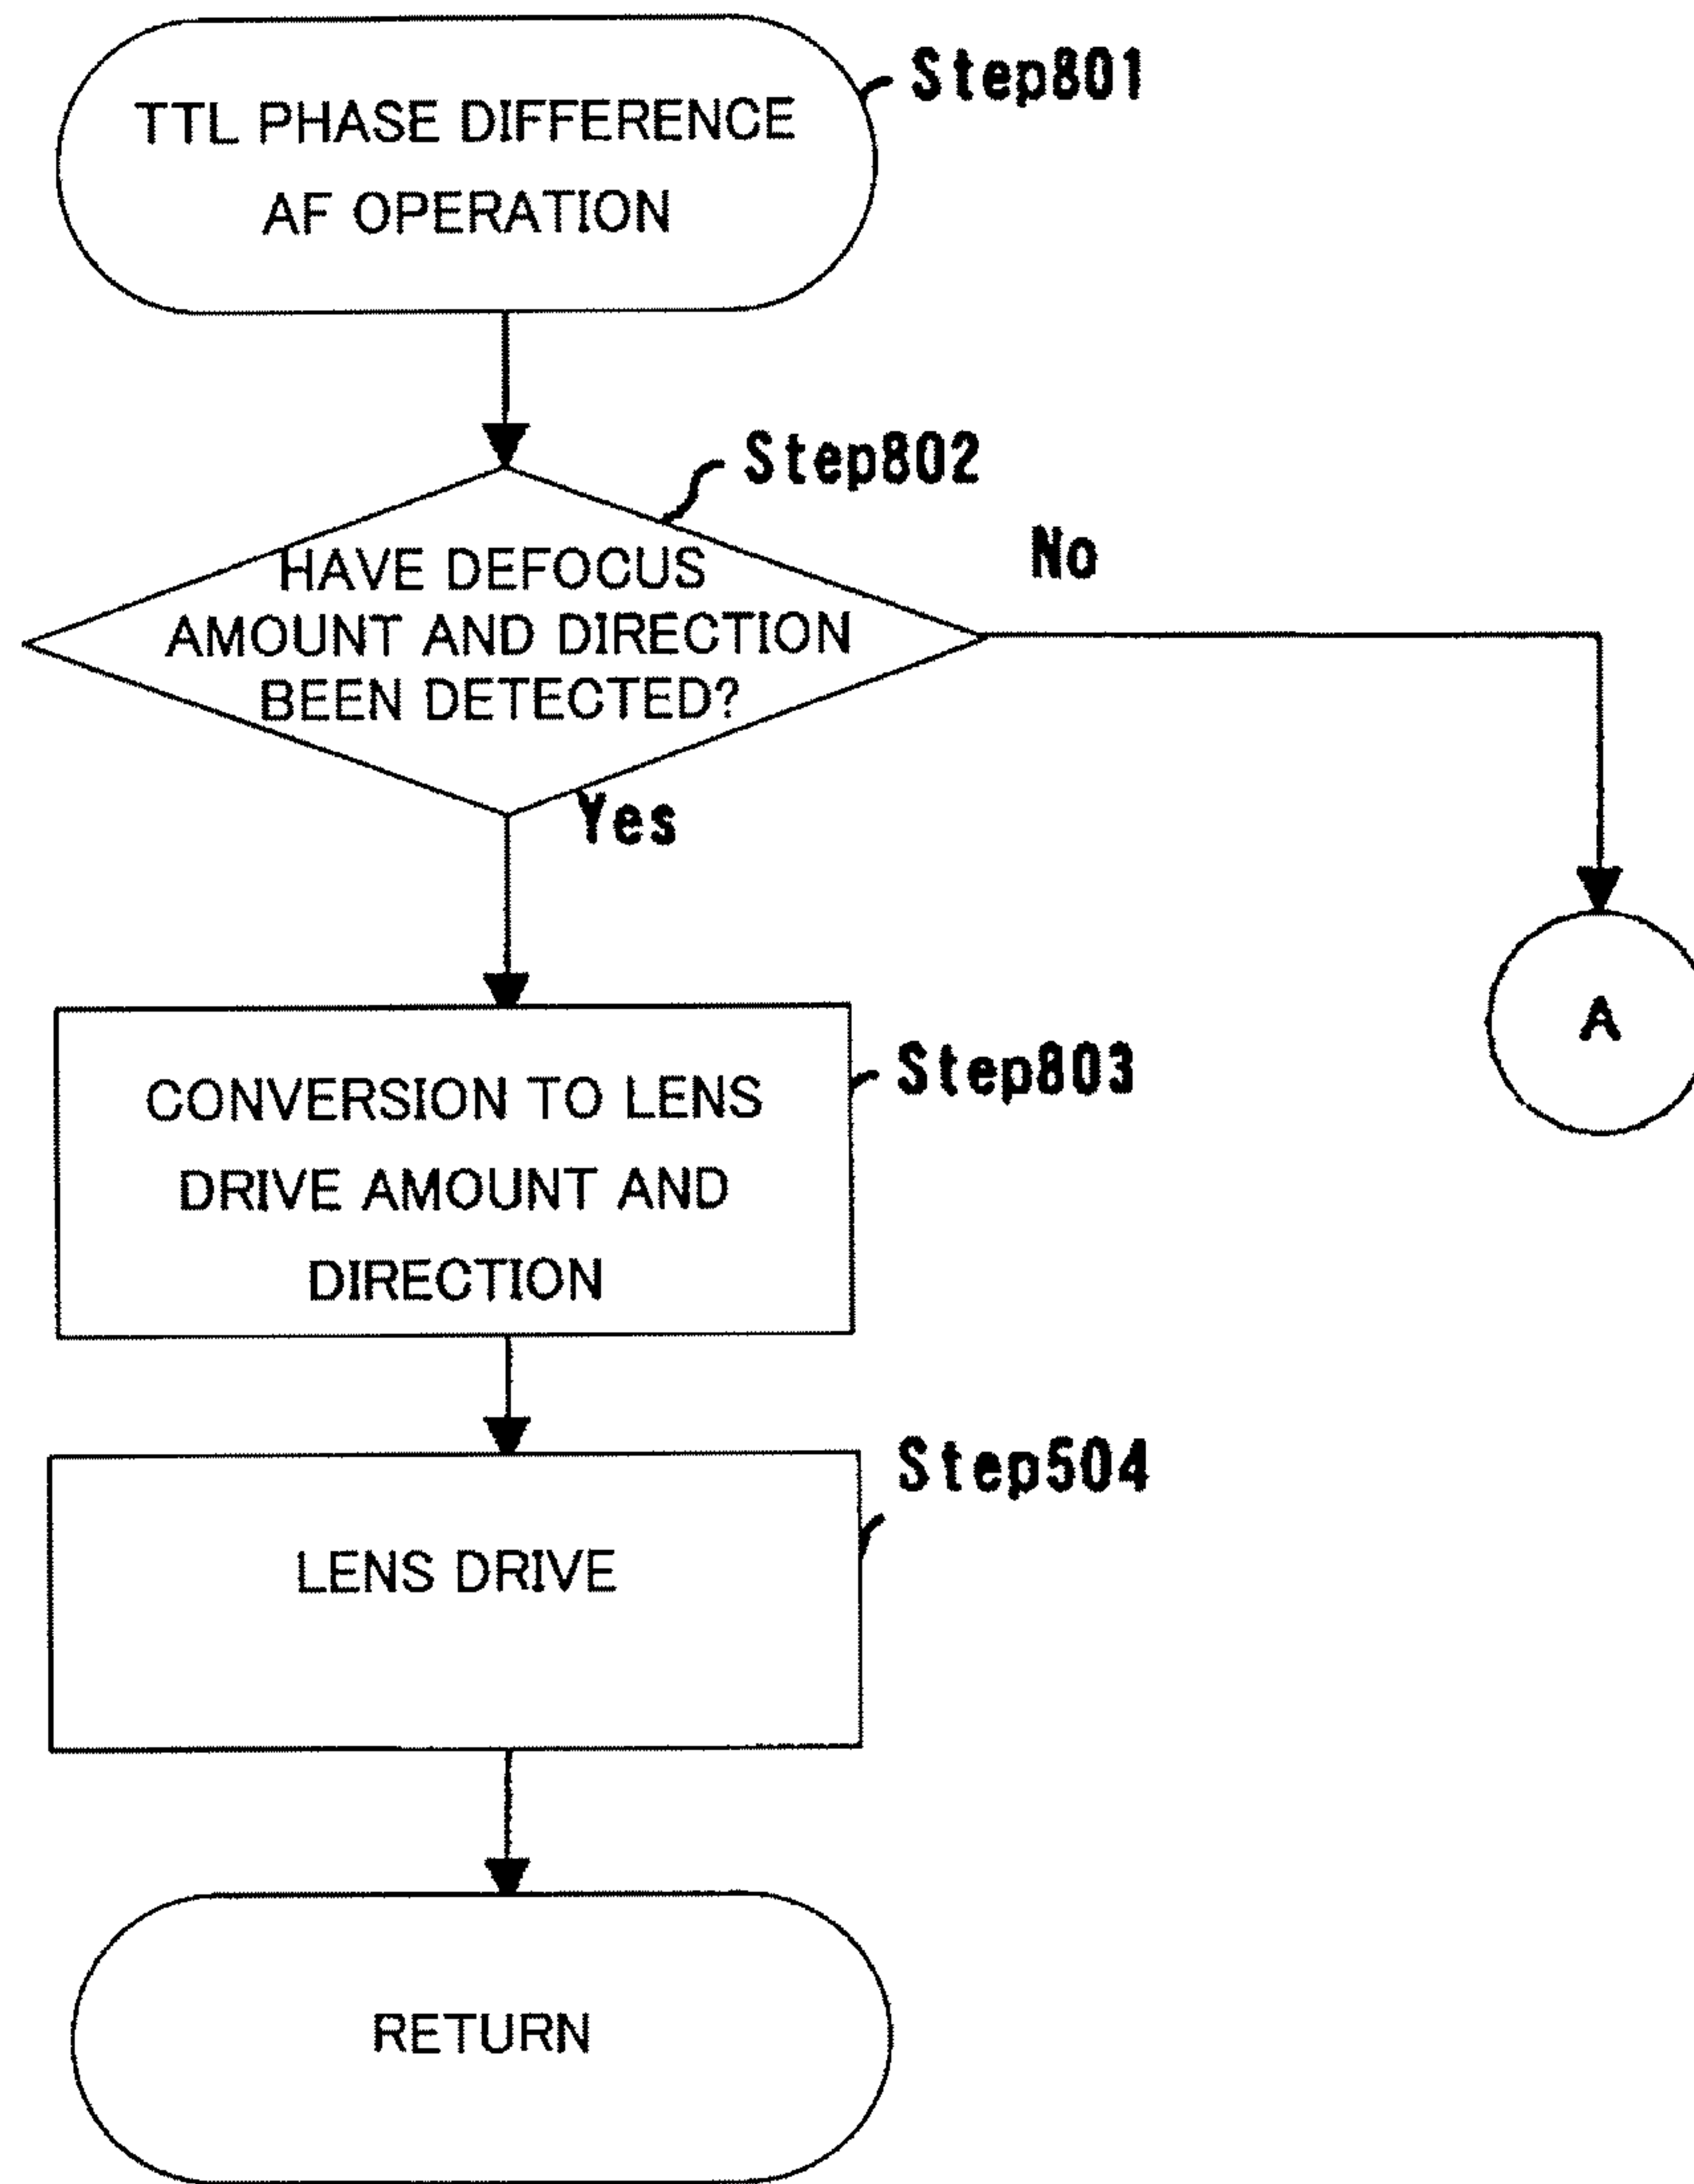 Step801
TTL PHASE DIFFERENCE
AF OPERATION
Step802
No
HAVE DEFOCUS
AMOUNT AND DIRECTION
BEEN DETECTED?
Yes
A
Step803
CONVERSION TO LENS
DRIVE AMOUNT AND
DIRECTION
Step504
LENS DRIVE
RETURN